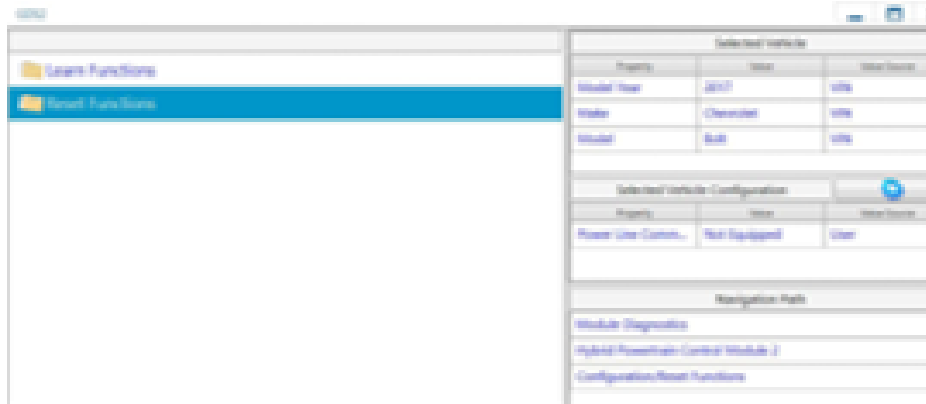 GDS2
Learn Functions
Reset Functions
Selected Vehicle
Property Value Value Source
Model Year 2017 VIN
Make Chevrolet VIN
Model Bolt VIN
Selected Vehicle Configuration
Property Value Value Source
Power Line Comm... Not Equipped User
Navigation Path
Module Diagnostics
Hybrid Powertrain Control Module 2
Configuration/Reset Functions